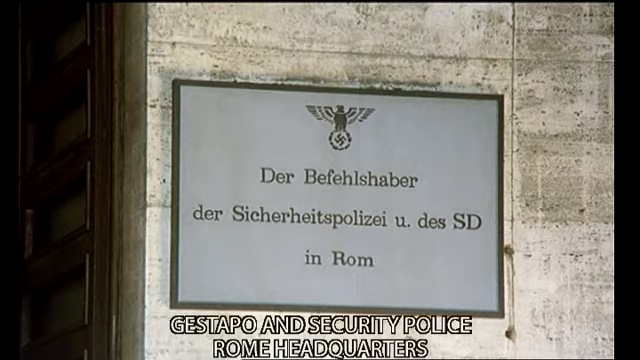 Der Befehlshaber
der Sicherheitspolizei u. des SD
in Rom
GESTAPO AND SECURITY POLICE
ROME HEADQUARTERS